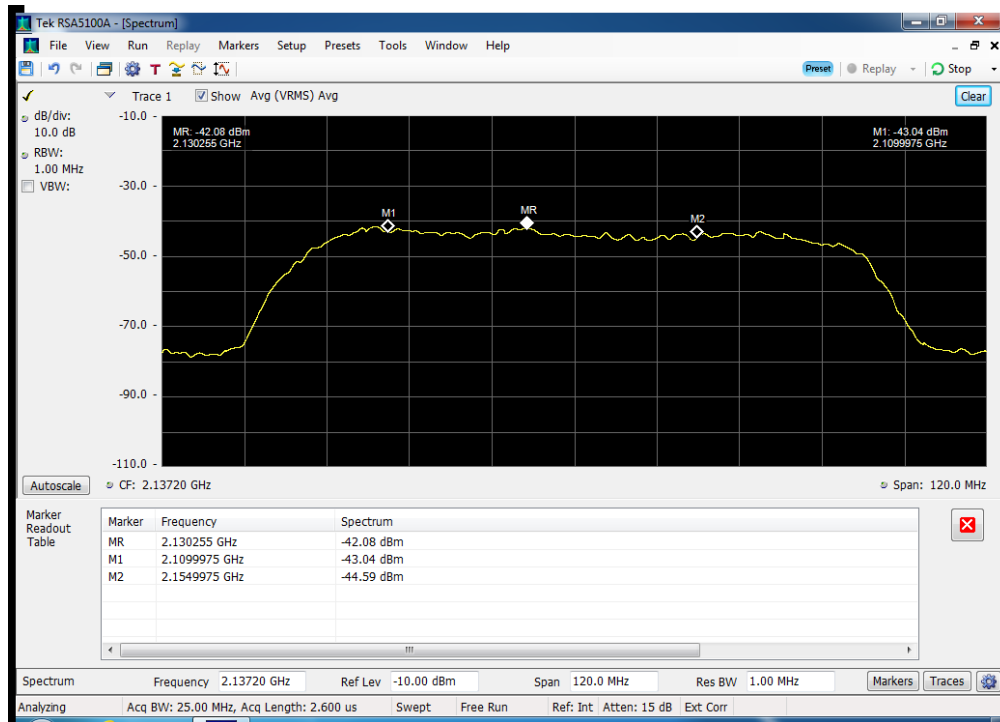 Tek RSA5100A - [Spectrum]
File View Run Replay Markers Setup Presets Tools Window Help
T Preset Replay Stop
Trace 1 Show Avg (VRMS) Avg Clear
dB/div:
10.0 dB
RBW:
1.00 MHz
VBW:
-10.0
-30.0
-50.0
-70.0
-90.0
-110.0
MR: -42.08 dBm
2.130255 GHz
M1: -43.04 dBm
2.1099975 GHz
M1 MR M2
Autoscale CF: 2.13720 GHz Span: 120.0 MHz
Marker
Readout
Table
Marker Frequency Spectrum
MR 2.130255 GHz -42.08 dBm
M1 2.1099975 GHz -43.04 dBm
M2 2.1549975 GHz -44.59 dBm
Spectrum Frequency 2.13720 GHz Ref Lev -10.00 dBm Span 120.0 MHz Res BW 1.00 MHz Markers Traces
Analyzing Acq BW: 25.00 MHz, Acq Length: 2.600 us Swept Free Run Ref: Int Atten: 15 dB Ext Corr